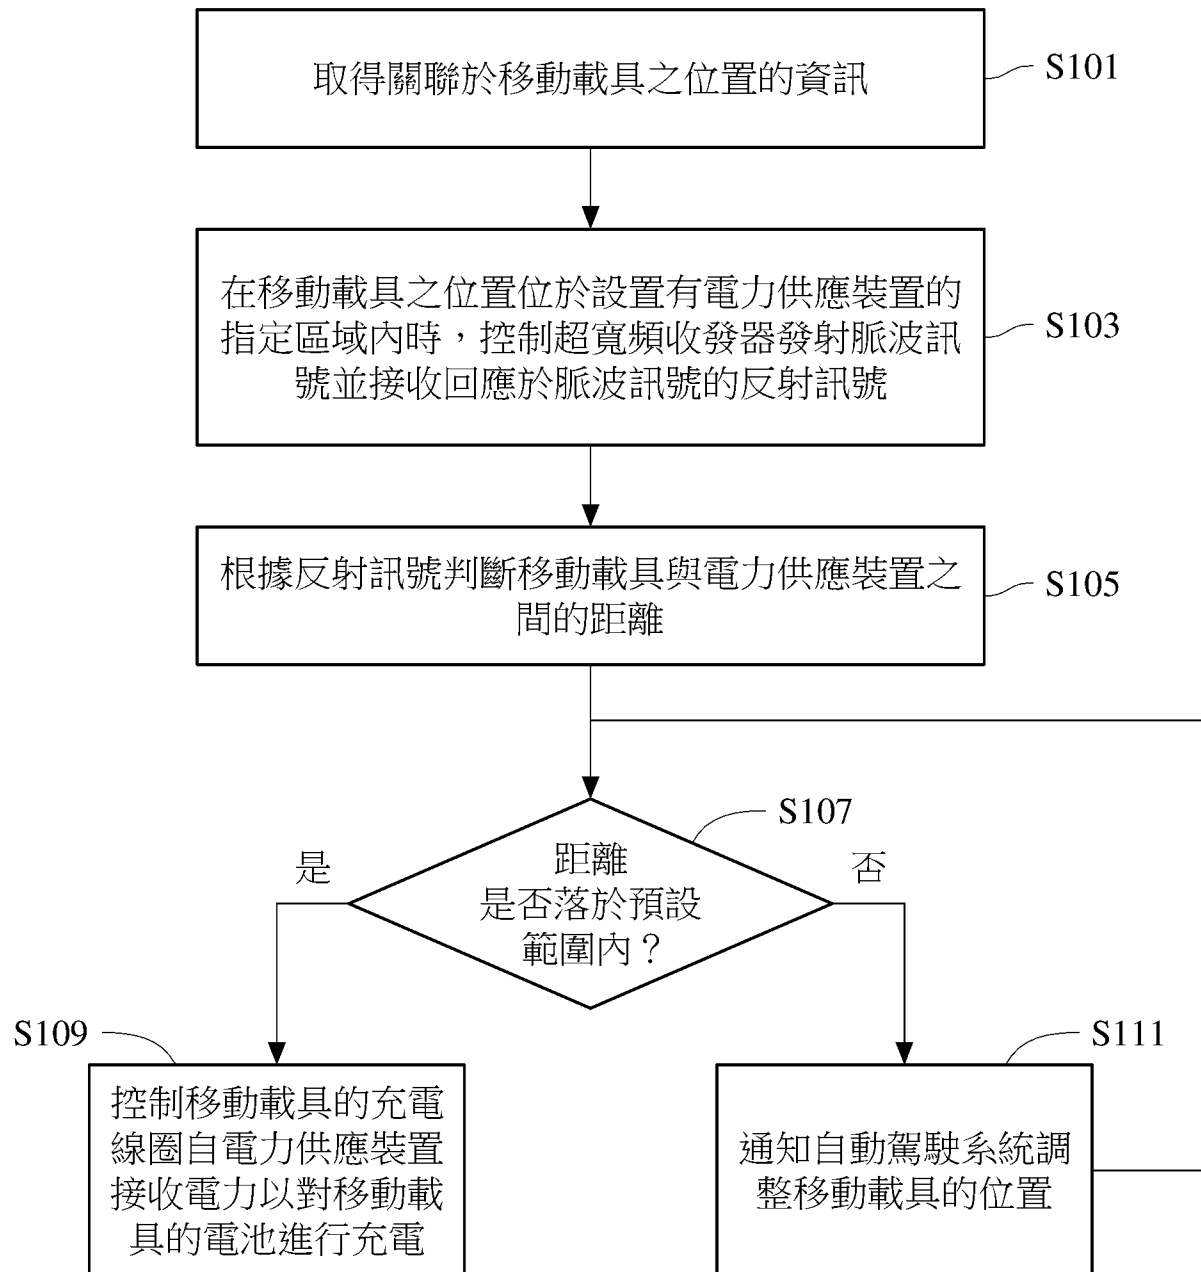 取得關聯於移動載具之位置的資訊
S101
在移動載具之位置位於設置有電力供應裝置的
指定區域內時，控制超寬頻收發器發射脈波訊
號並接收回應於脈波訊號的反射訊號
S103
根據反射訊號判斷移動載具與電力供應裝置之
間的距離
S105
S107
距離
是否落於預設
範圍內？
是
否
S109
控制移動載具的充電
線圈自電力供應裝置
接收電力以對移動載
具的電池進行充電
S111
通知自動駕駛系統調
整移動載具的位置